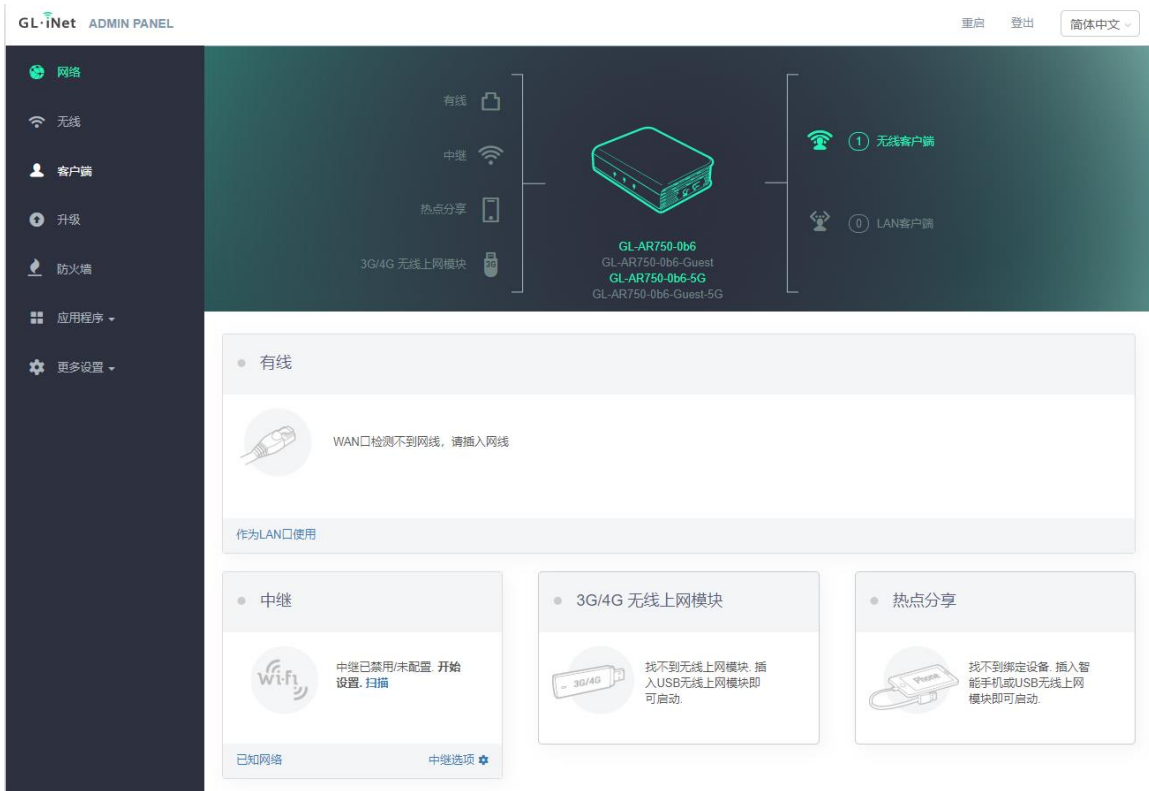 GL·iNet ADMIN PANEL
重启 登出 简体中文
网络
无线
客户端
升级
防火墙
应用程序
更多设置
有线
中继
热点分享
3G/4G 无线上网模块
3G
GL-AR750-0b6
GL-AR750-0b6-Guest
GL-AR750-0b6-5G
GL-AR750-0b6-Guest-5G
1 无线客户端
0 LAN客户端
有线
WAN口检测不到网线，请插入网线
作为LAN口使用
中继
Wi-Fi
中继已禁用/未配置. 开始
设置. 扫描
已知网络 中继选项
3G/4G 无线上网模块
3G/4G
找不到无线上网模块. 插
入USB无线上网模块即
可启动.
热点分享
Phone
找不到绑定设备. 插入智
能手机或USB无线上网
模块即可启动.